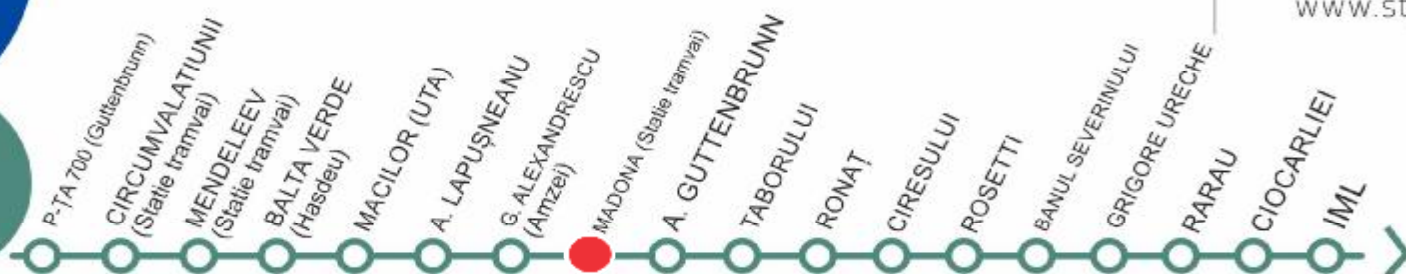 www.st
P-ȚA 700 (Guttenbrunn)
CIRCUMVALATIUNII
(Statie tramvai)
MENDELEEV
(Statie tramvai)
BALTA VERDE
(Hasdeu)
MACILOR (UTA)
A. LAPUȘNEANU
G. ALEXANDRESCU
(Amzei)
MADONA (Statie tramvai)
A. GUTTENBRUNN
TABORULUI
RONAȚ
CIRESULUI
ROSETTI
BANUL SEVERINULUI
GRIGORE URECHE
RARAU
CIOCARLIEI
IML